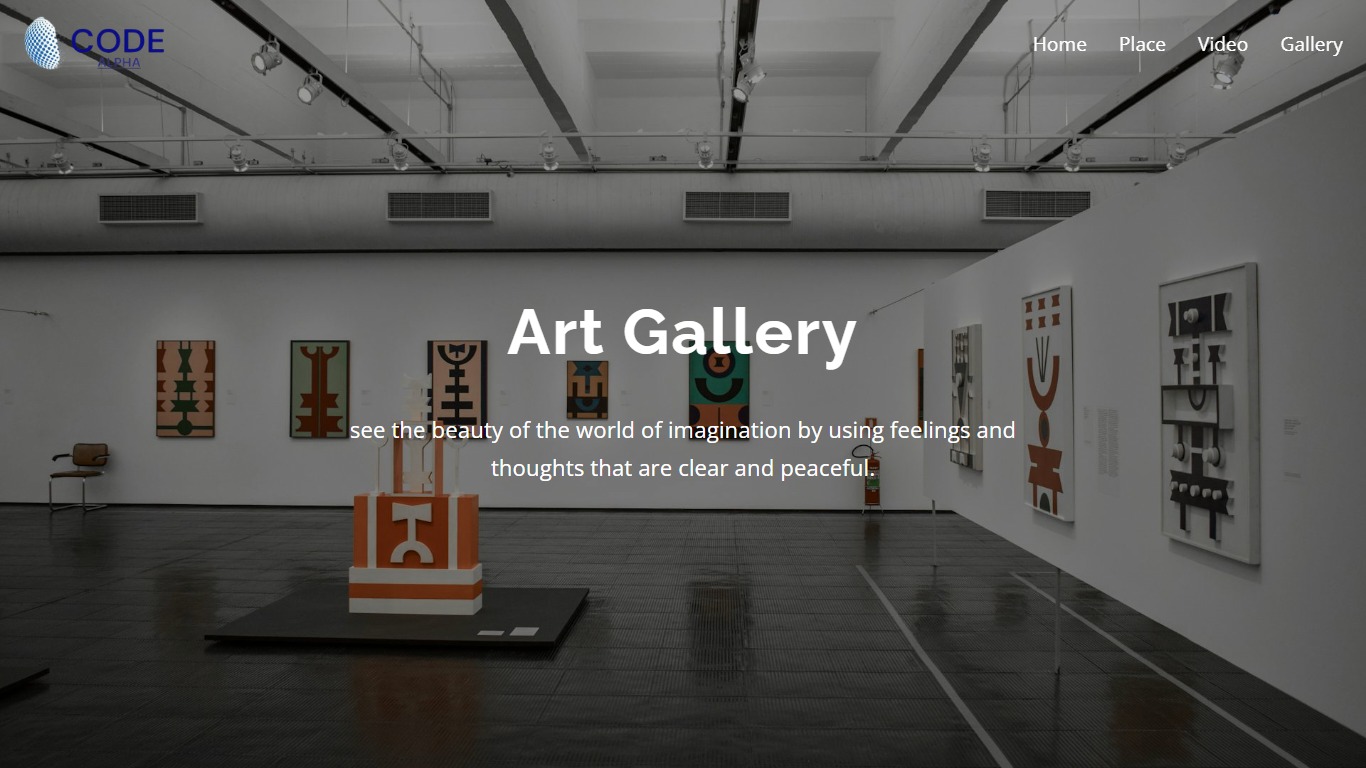 CODE
ALPHA
Home Place Video Gallery
Art Gallery
see the beauty of the world of imagination by using feelings and
thoughts that are clear and peaceful.